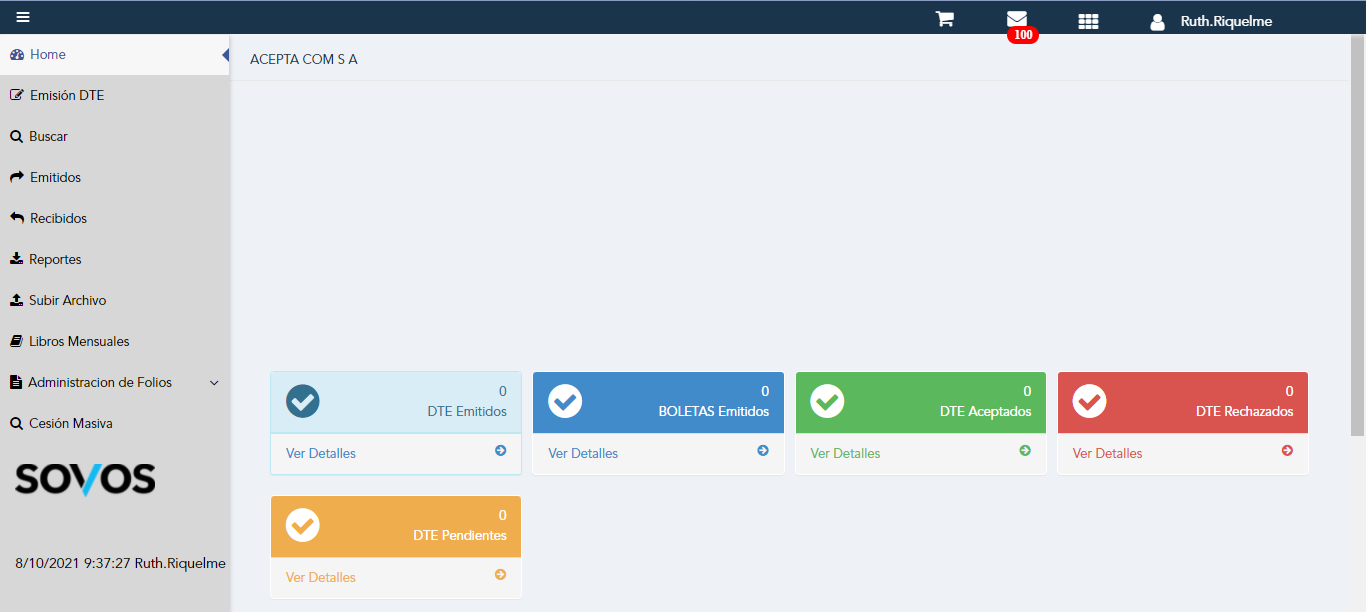 Ruth.Riquelme
100
Home
ACEPTA COM S A
Emisión DTE
Buscar
Emitidos
Recibidos
Reportes
Subir Archivo
Libros Mensuales
Administracion de Folios
Cesión Masiva
SOVOS
8/10/2021 9:37:27 Ruth.Riquelme
0
DTE Emitidos
Ver Detalles
0
BOLETAS Emitidos
Ver Detalles
0
DTE Aceptados
Ver Detalles
0
DTE Rechazados
Ver Detalles
0
DTE Pendientes
Ver Detalles